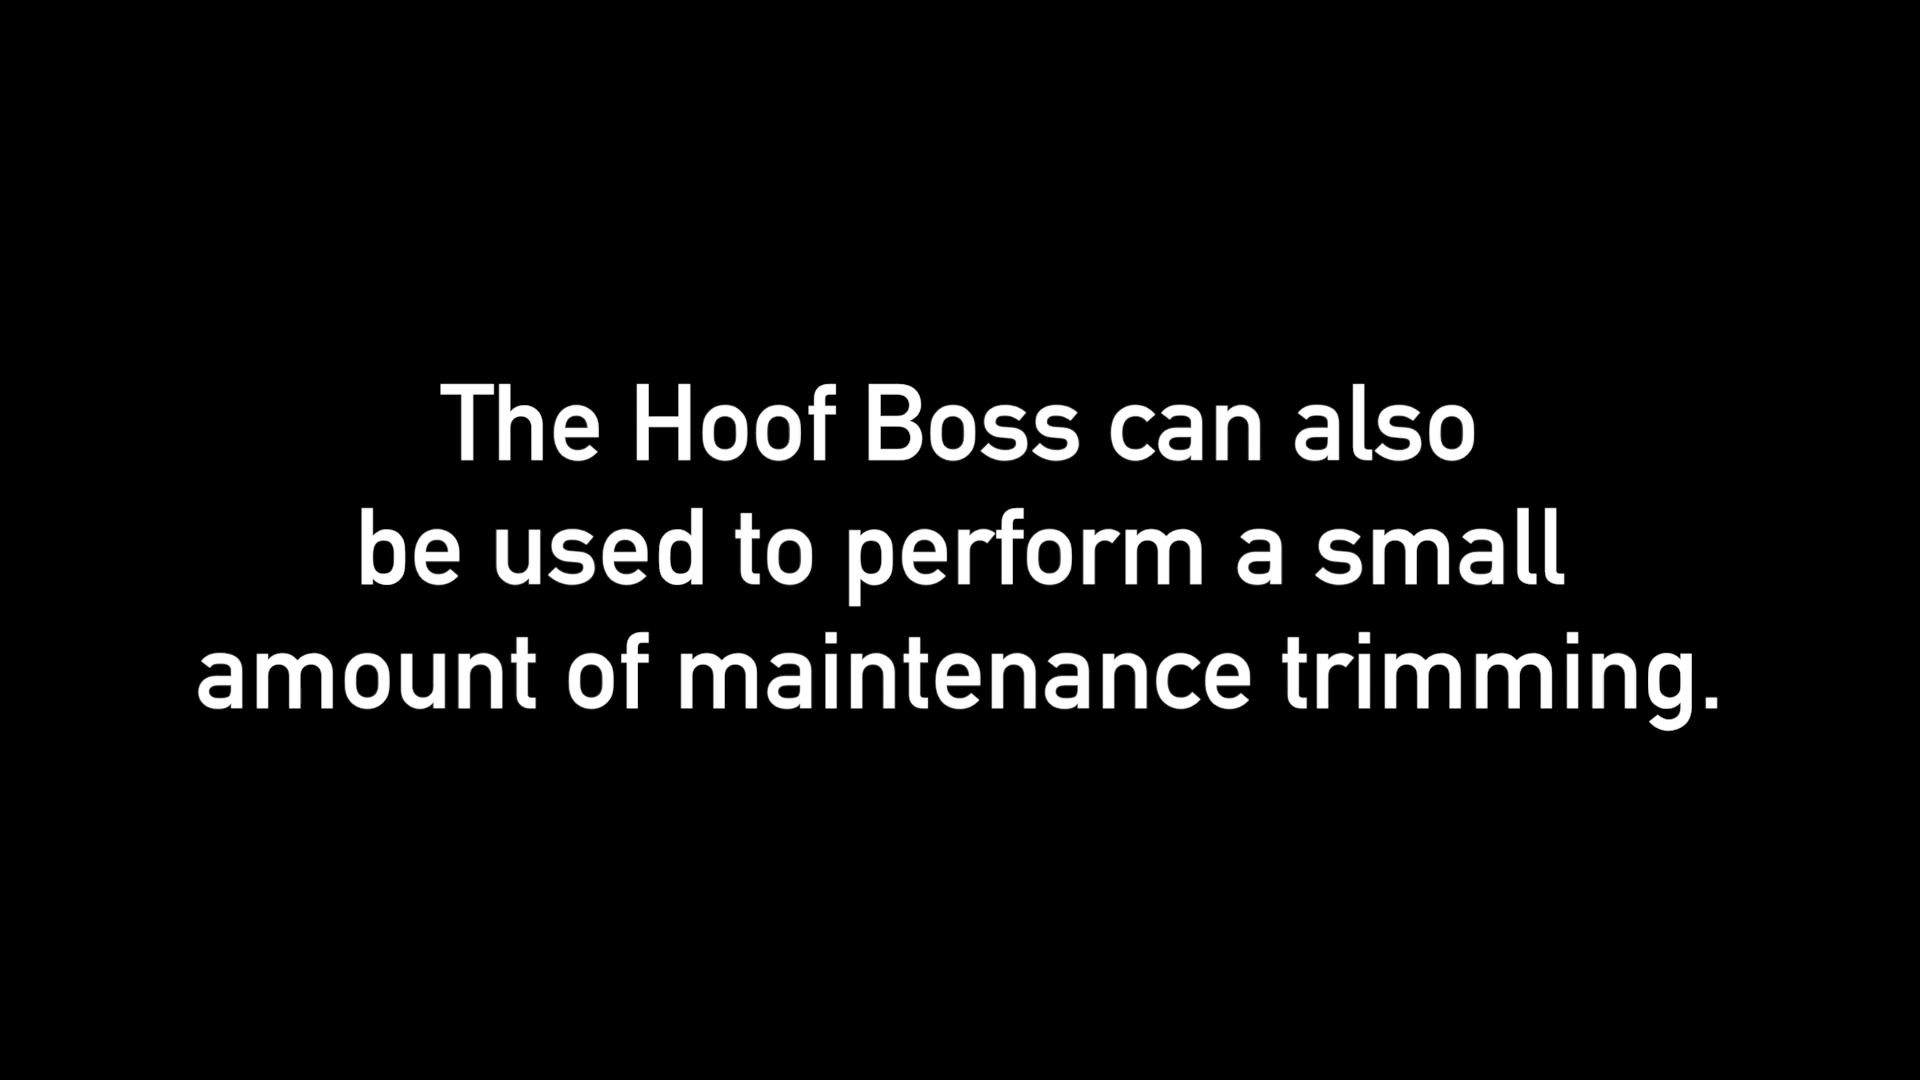 The Hoof Boss can also
be used to perform a small
amount of maintenance trimming.